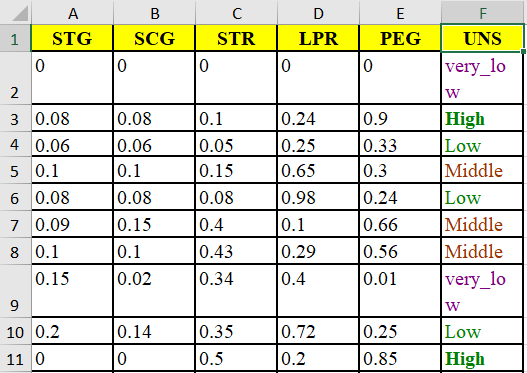 A B C D E F
1 STG SCG STR LPR PEG UNS
0 0 0 0 0 very_lo
2 w
3 0.08 0.08 0.1 0.24 0.9 High
4 0.06 0.06 0.05 0.25 0.33 Low
5 0.1 0.1 0.15 0.65 0.3 Middle
6 0.08 0.08 0.08 0.98 0.24 Low
7 0.09 0.15 0.4 0.1 0.66 Middle
8 0.1 0.1 0.43 0.29 0.56 Middle
0.15 0.02 0.34 0.4 0.01 very_lo
9 w
10 0.2 0.14 0.35 0.72 0.25 Low
11 0 0 0.5 0.2 0.85 High